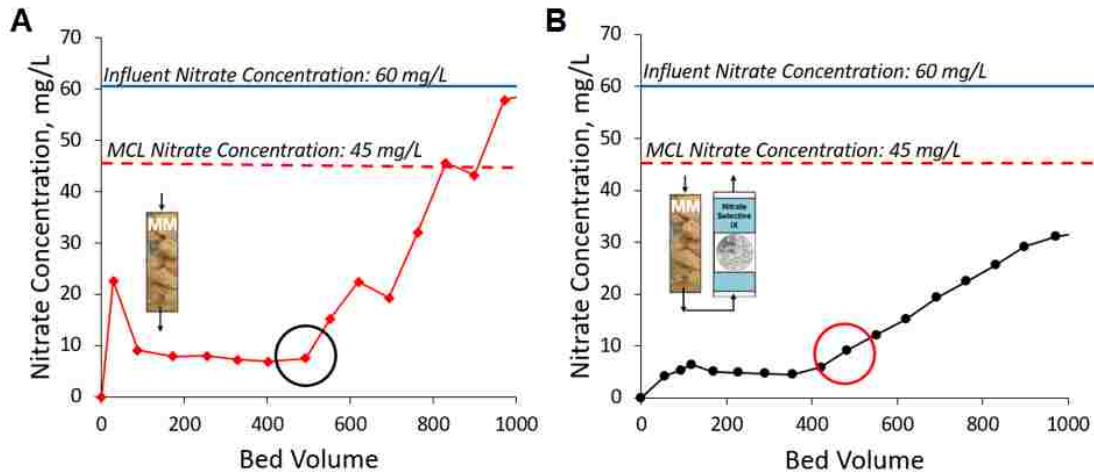 A
Nitrate Concentration, mg/L
70
60
50
40
30
20
10
0
Influent Nitrate Concentration: 60 mg/L
MCL Nitrate Concentration: 45 mg/L
MM
0 200 400 600 800 1000
Bed Volume
B
Nitrate Concentration, mg/L
70
60
50
40
30
20
10
0
Influent Nitrate Concentration: 60 mg/L
MCL Nitrate Concentration: 45 mg/L
MM
Nitrate
Selective
IX
0 200 400 600 800 1000
Bed Volume